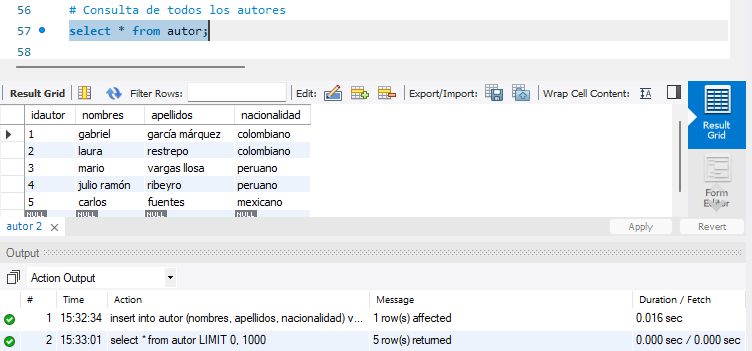 56 # Consulta de todos los autores
57 select * from autor;
58
Result Grid Filter Rows: Edit: Export/Import: Wrap Cell Content:
idautor nombres apellidos nacionalidad
1 gabriel garcía márquez colombiano
2 laura restrepo colombiano
3 mario vargas llosa peruano
4 julio ramón ribeyro peruano
5 carlos fuentes mexicano
NULL NULL NULL NULL
Result
Grid
Form
Editor
autor 2 Apply Revert
Output
Action Output
# Time Action Message Duration / Fetch
1 15:32:34 insert into autor (nombres, apellidos, nacionalidad) v... 1 row(s) affected 0.016 sec
2 15:33:01 select * from autor LIMIT 0, 1000 5 row(s) returned 0.000 sec / 0.000 sec